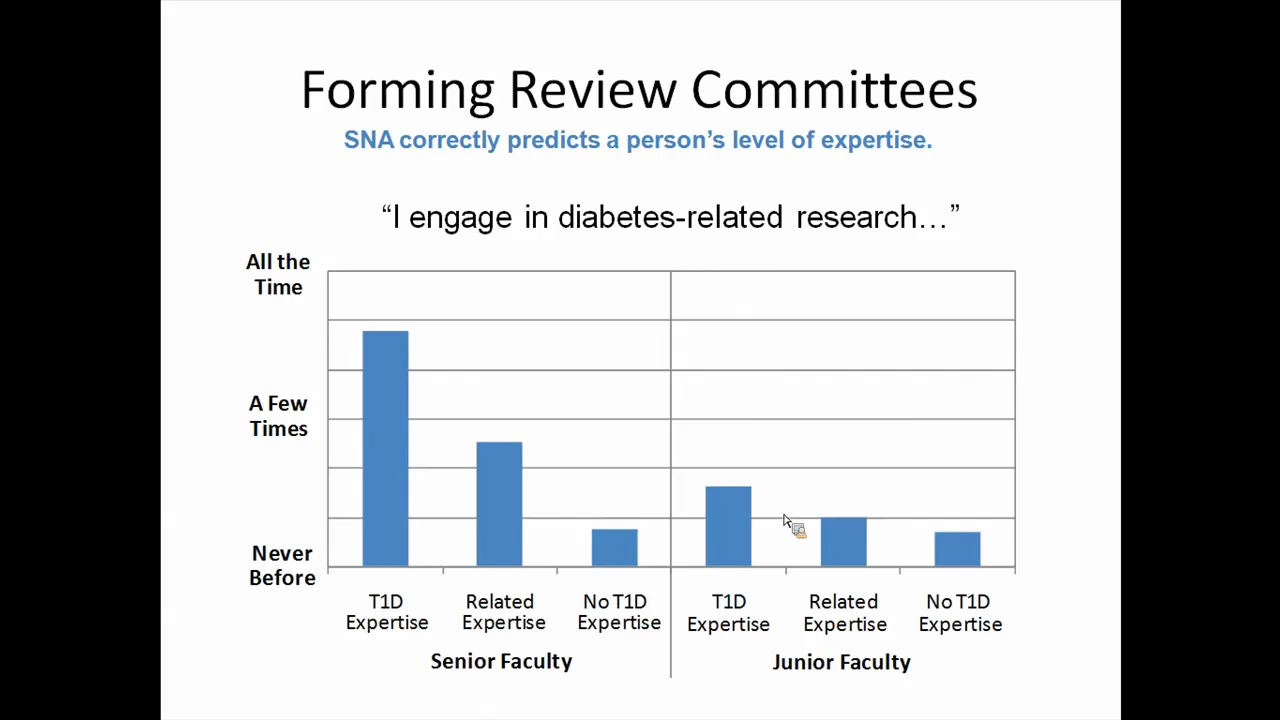 Forming Review Committees
SNA correctly predicts a person's level of expertise.
“I engage in diabetes-related research…”
All the
Time
A Few
Times
Never
Before
T1D
Expertise
Related
Expertise
No T1D
Expertise
T1D
Expertise
Related
Expertise
No T1D
Expertise
Senior Faculty
Junior Faculty